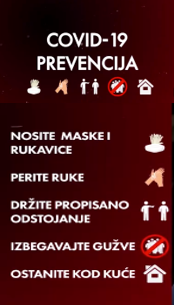 COVID-19
PREVENCIJA
NOSITE MASKE I
RUKAVICE
PERITE RUKE
DRŽITE PROPISANO
ODSTOJANJE
IZBEGAVAJTE GUŽVE
OSTANITE KOD KUĆE